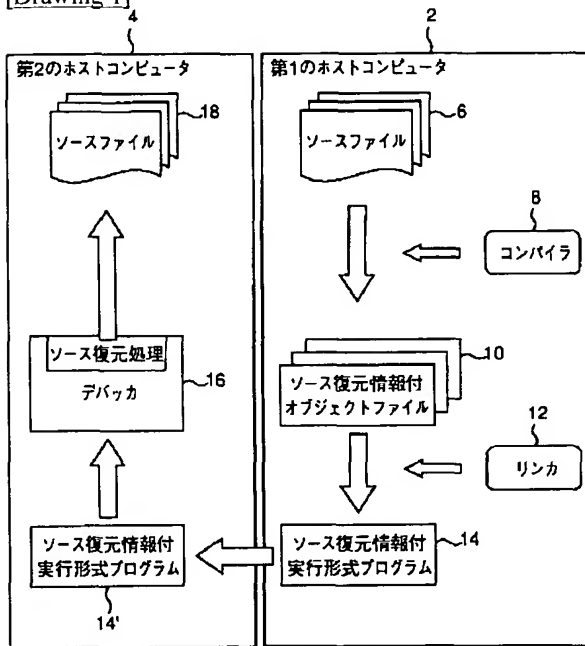 [Drawing 1]
4
2
第2のホストコンピュータ
第1のホストコンピュータ
ソースファイル
18
ソースファイル
6
8
コンパイラ
ソース復元処理
デバッカ
16
ソース復元情報付
オブジェクトファイル
10
12
リンカ
ソース復元情報付
実行形式プログラム
14'
ソース復元情報付
実行形式プログラム
14